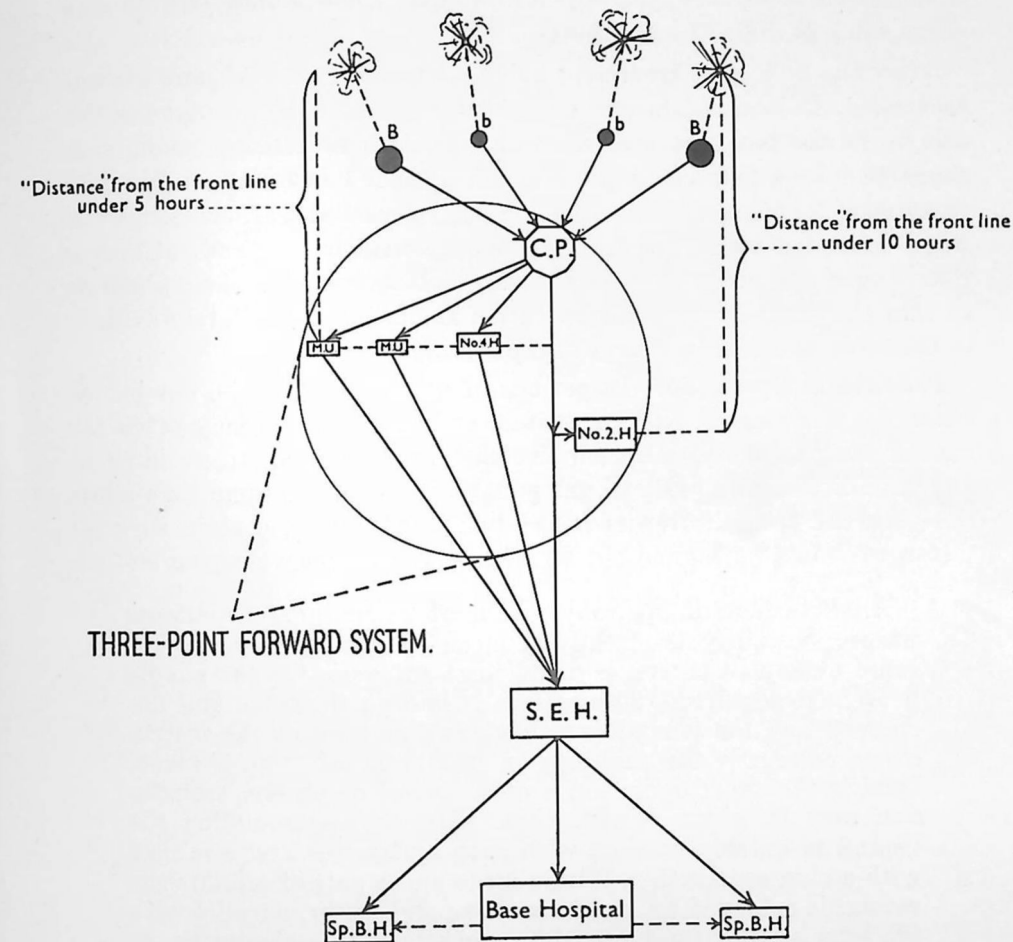 B
b
b
B
"Distance" from the front line
under 5 hours
"Distance" from the front line
under 10 hours
C.P.
M.U
M.U
No.4.H
No.2.H.
THREE-POINT FORWARD SYSTEM.
S. E. H.
Base Hospital
Sp.B.H.
Sp.B.H.